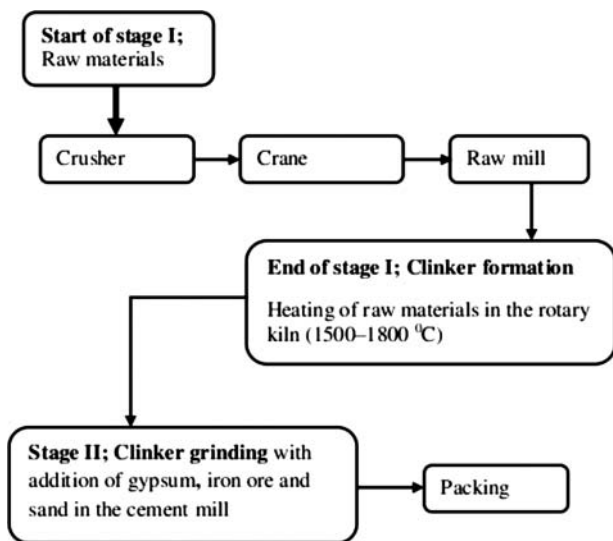 Start of stage I;
Raw materials
Crusher
Crane
Raw mill
End of stage I; Clinker formation
Heating of raw materials in the rotary
kiln (1500–1800 ⁰C)
Stage II; Clinker grinding with
addition of gypsum, iron ore and
sand in the cement mill
Packing